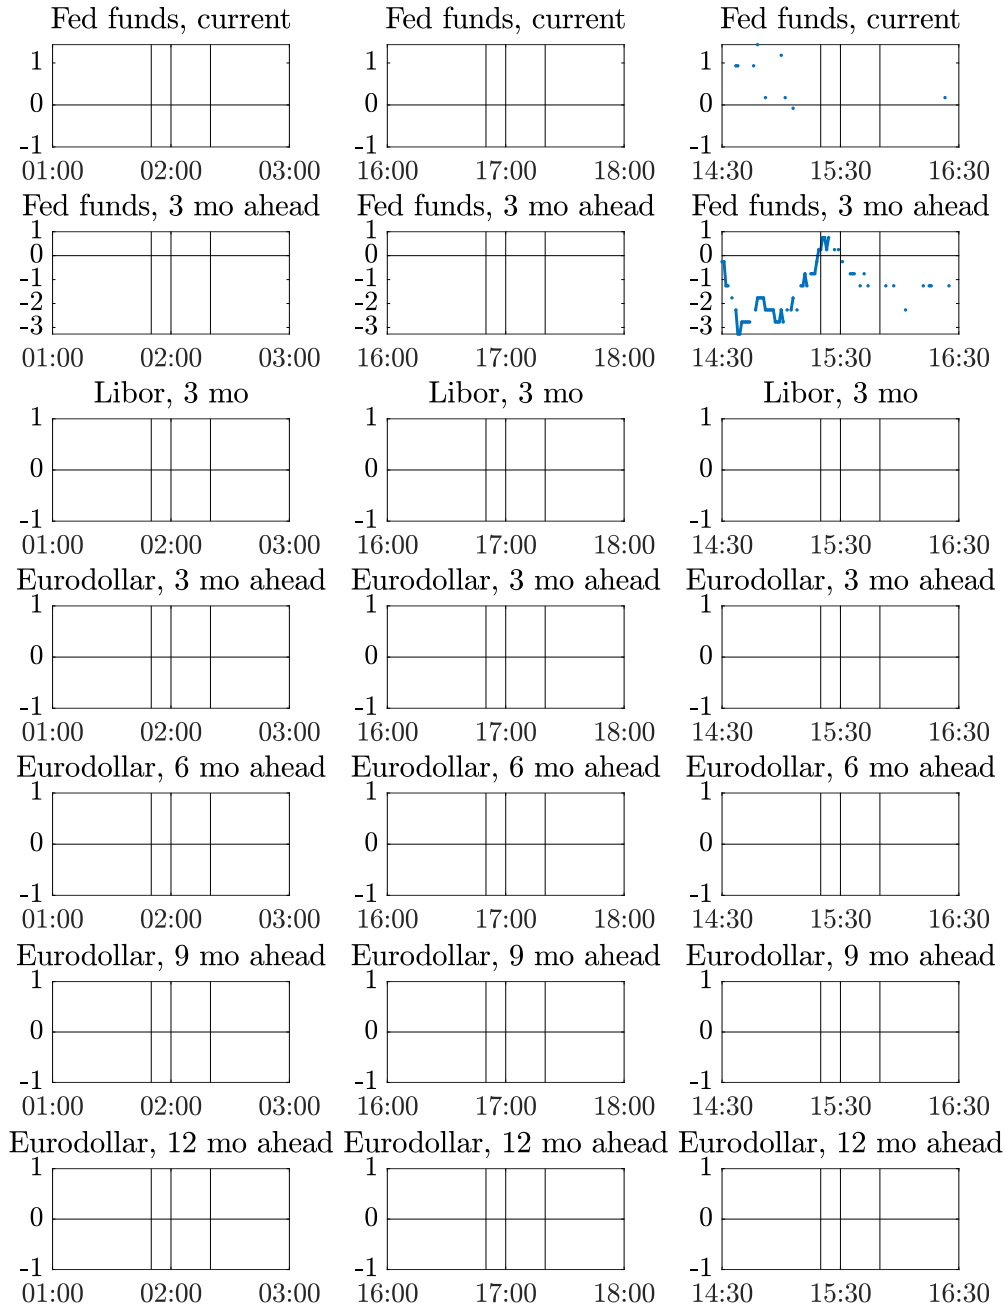 Fed funds, current Fed funds, current Fed funds, current
1 1 1
0 0 0
-1 -1 -1
01:00 02:00 03:00 16:00 17:00 18:00 14:30 15:30 16:30
Fed funds, 3 mo ahead Fed funds, 3 mo ahead Fed funds, 3 mo ahead
1 1 1
0 0 0
-1 -1 -1
-2 -2 -2
-3 -3 -3
01:00 02:00 03:00 16:00 17:00 18:00 14:30 15:30 16:30
Libor, 3 mo Libor, 3 mo Libor, 3 mo
1 1 1
0 0 0
-1 -1 -1
01:00 02:00 03:00 16:00 17:00 18:00 14:30 15:30 16:30
Eurodollar, 3 mo ahead Eurodollar, 3 mo ahead Eurodollar, 3 mo ahead
1 1 1
0 0 0
-1 -1 -1
01:00 02:00 03:00 16:00 17:00 18:00 14:30 15:30 16:30
Eurodollar, 6 mo ahead Eurodollar, 6 mo ahead Eurodollar, 6 mo ahead
1 1 1
0 0 0
-1 -1 -1
01:00 02:00 03:00 16:00 17:00 18:00 14:30 15:30 16:30
Eurodollar, 9 mo ahead Eurodollar, 9 mo ahead Eurodollar, 9 mo ahead
1 1 1
0 0 0
-1 -1 -1
01:00 02:00 03:00 16:00 17:00 18:00 14:30 15:30 16:30
Eurodollar, 12 mo ahead Eurodollar, 12 mo ahead Eurodollar, 12 mo ahead
1 1 1
0 0 0
-1 -1 -1
01:00 02:00 03:00 16:00 17:00 18:00 14:30 15:30 16:30